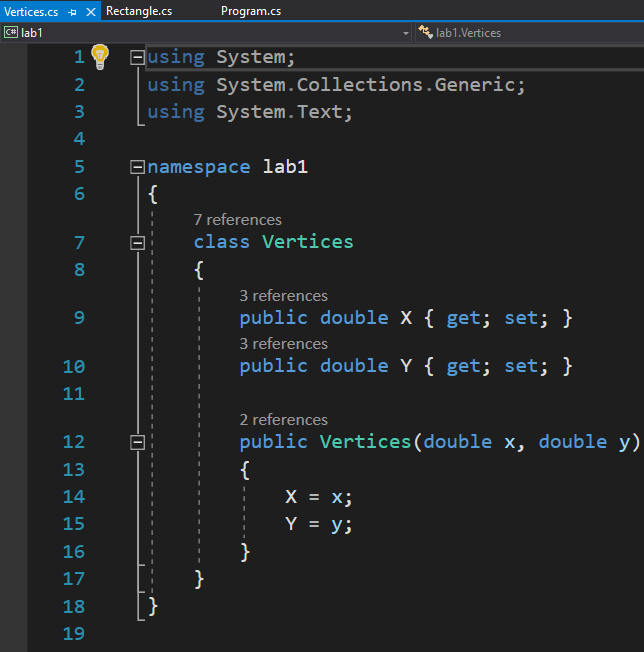 Vertices.cs Rectangle.cs Program.cs
C# lab1 lab1.Vertices
1 using System;
2 using System.Collections.Generic;
3 using System.Text;
4
5 namespace lab1
6 {
7 references
7 class Vertices
8 {
3 references
9 public double X { get; set; }
3 references
10 public double Y { get; set; }
11
2 references
12 public Vertices(double x, double y)
13 {
14 X = x;
15 Y = y;
16 }
17 }
18 }
19